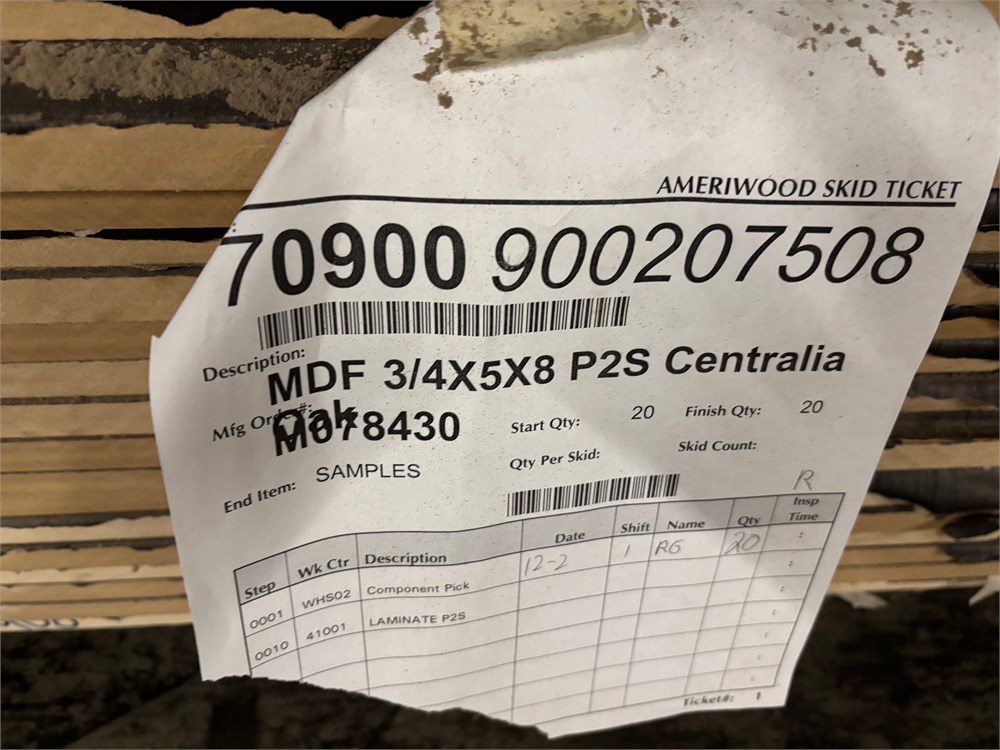 AMERIWOOD SKID TICKET
70900 900207508
Description:
MDF 3/4X5X8 P2S Centralia
Oak
Mfg Order #: M078430 Start Qty: 20 Finish Qty: 20
Qty Per Skid: Skid Count:
End Item: SAMPLES
R
Step Wk Ctr Description Date Shift Name Qty Insp Time
0001 WHS02 Component Pick 12-2 1 RG 20 :
0010 41001 LAMINATE P2S :
:
:
:
:
Ticket#: 1